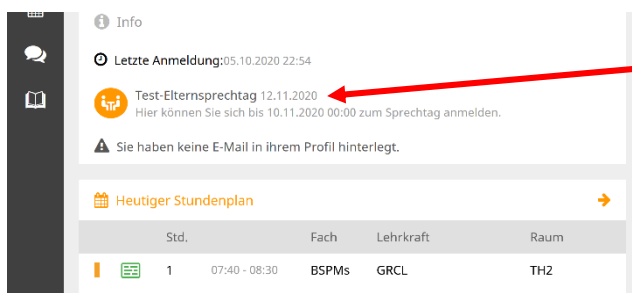 Info
Letzte Anmeldung:05.10.2020 22:54
Test-Elternsprechtag 12.11.2020
Hier können Sie sich bis 10.11.2020 00:00 zum Sprechtag anmelden.
Sie haben keine E-Mail in ihrem Profil hinterlegt.
Heutiger Stundenplan
Std. Fach Lehrkraft Raum
1 07:40 - 08:30 BSPMs GRCL TH2